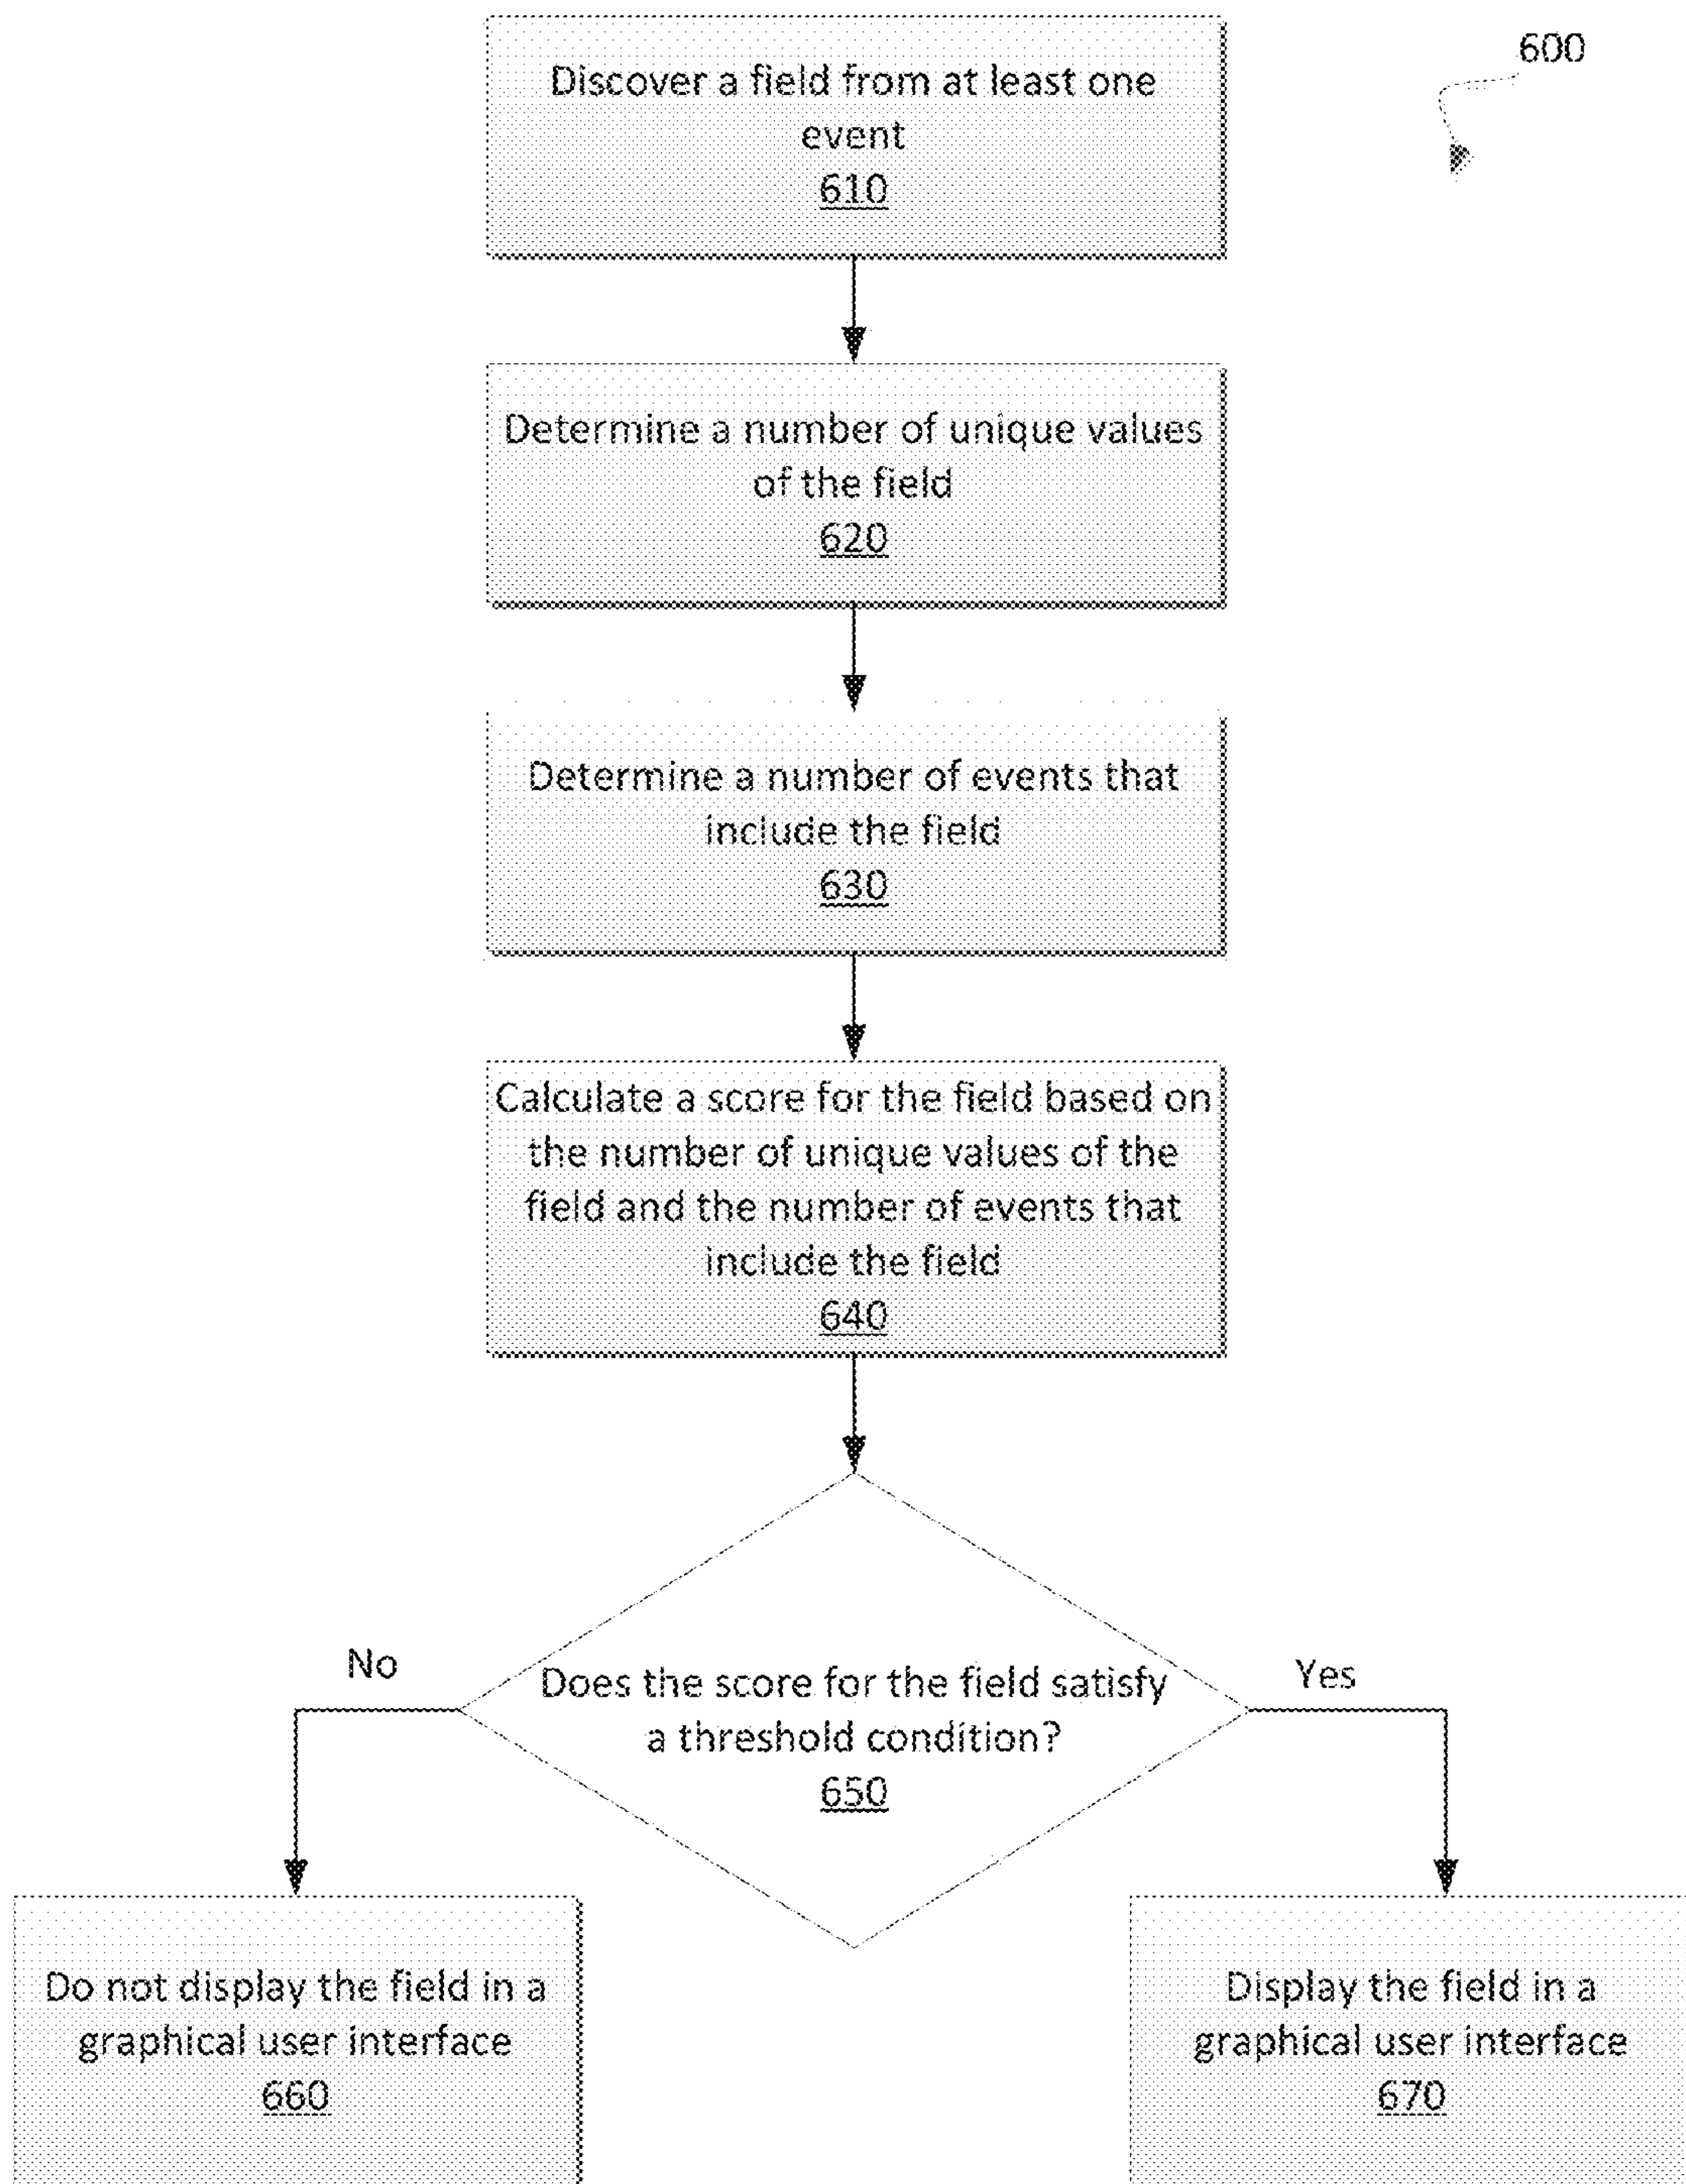 600
Discover a field from at least one
event
610
Determine a number of unique values
of the field
620
Determine a number of events that
include the field
630
Calculate a score for the field based on
the number of unique values of the
field and the number of events that
include the field
640
Does the score for the field satisfy
a threshold condition?
650
No
Yes
Do not display the field in a
graphical user interface
660
Display the field in a
graphical user interface
670